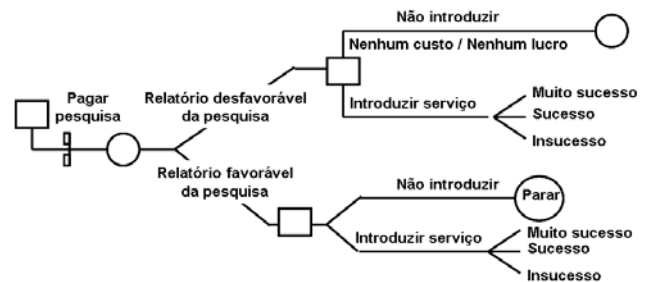 Não introduzir
Nenhum custo / Nenhum lucro
Muito sucesso
Pagar
pesquisa
Relatório desfavorável
da pesquisa
Introduzir serviço
Sucesso
Insucesso
Relatório favorável
da pesquisa
Não introduzir
Parar
Introduzir serviço
Muito sucesso
Sucesso
Insucesso